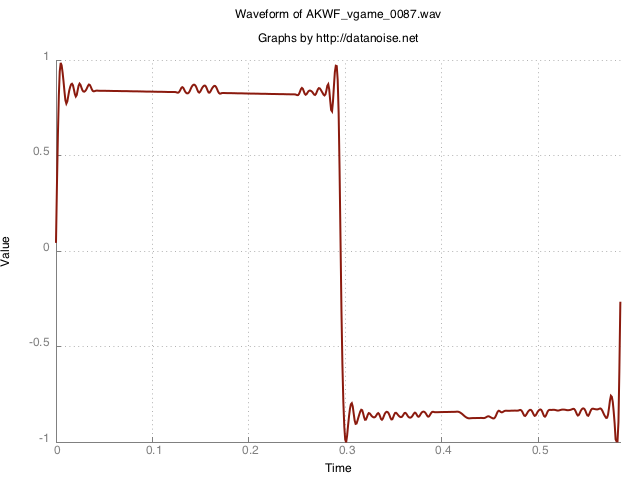 Waveform of AKWF_vgame_0087.wav
Graphs by http://datanoise.net
1
0.5
0
-0.5
-1
Value
0 0.1 0.2 0.3 0.4 0.5
Time